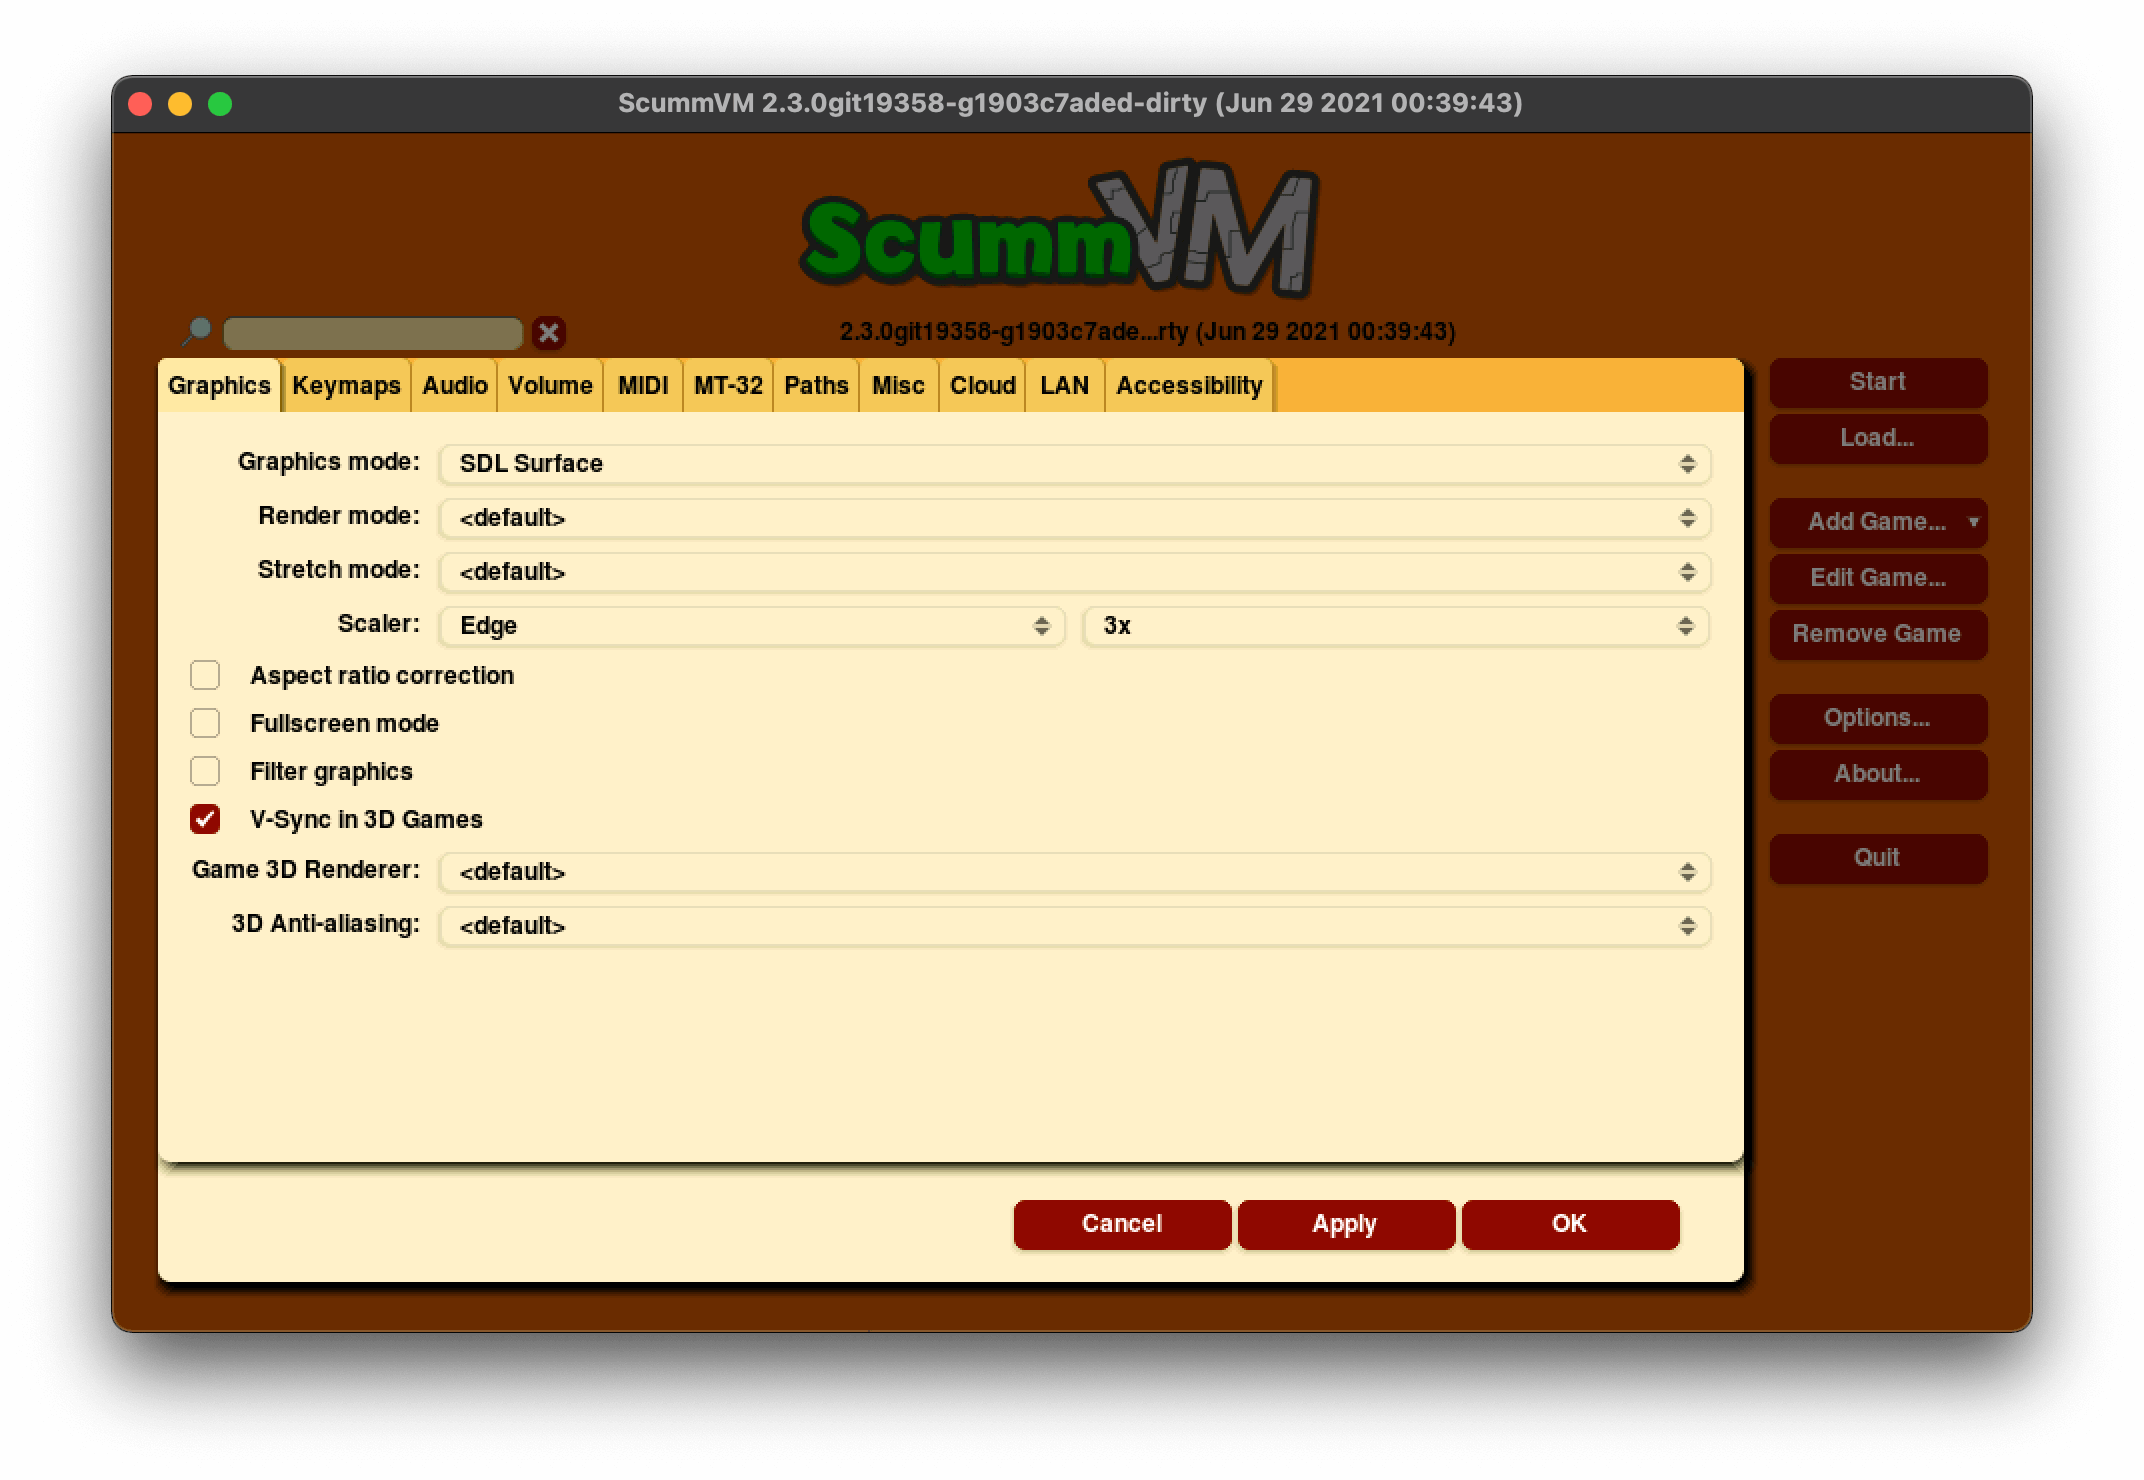 ScummVM 2.3.0git19358-g1903c7aded-dirty (Jun 29 2021 00:39:43)
ScummVM
2.3.0git19358-g1903c7ade...rty (Jun 29 2021 00:39:43)
Graphics Keymaps Audio Volume MIDI MT-32 Paths Misc Cloud LAN Accessibility
Graphics mode: SDL Surface
Render mode: <default>
Stretch mode: <default>
Scaler: Edge 3x
Aspect ratio correction
Fullscreen mode
Filter graphics
V-Sync in 3D Games
Game 3D Renderer: <default>
3D Anti-aliasing: <default>
Cancel Apply OK
Start
Load...
Add Game...
Edit Game...
Remove Game
Options...
About...
Quit